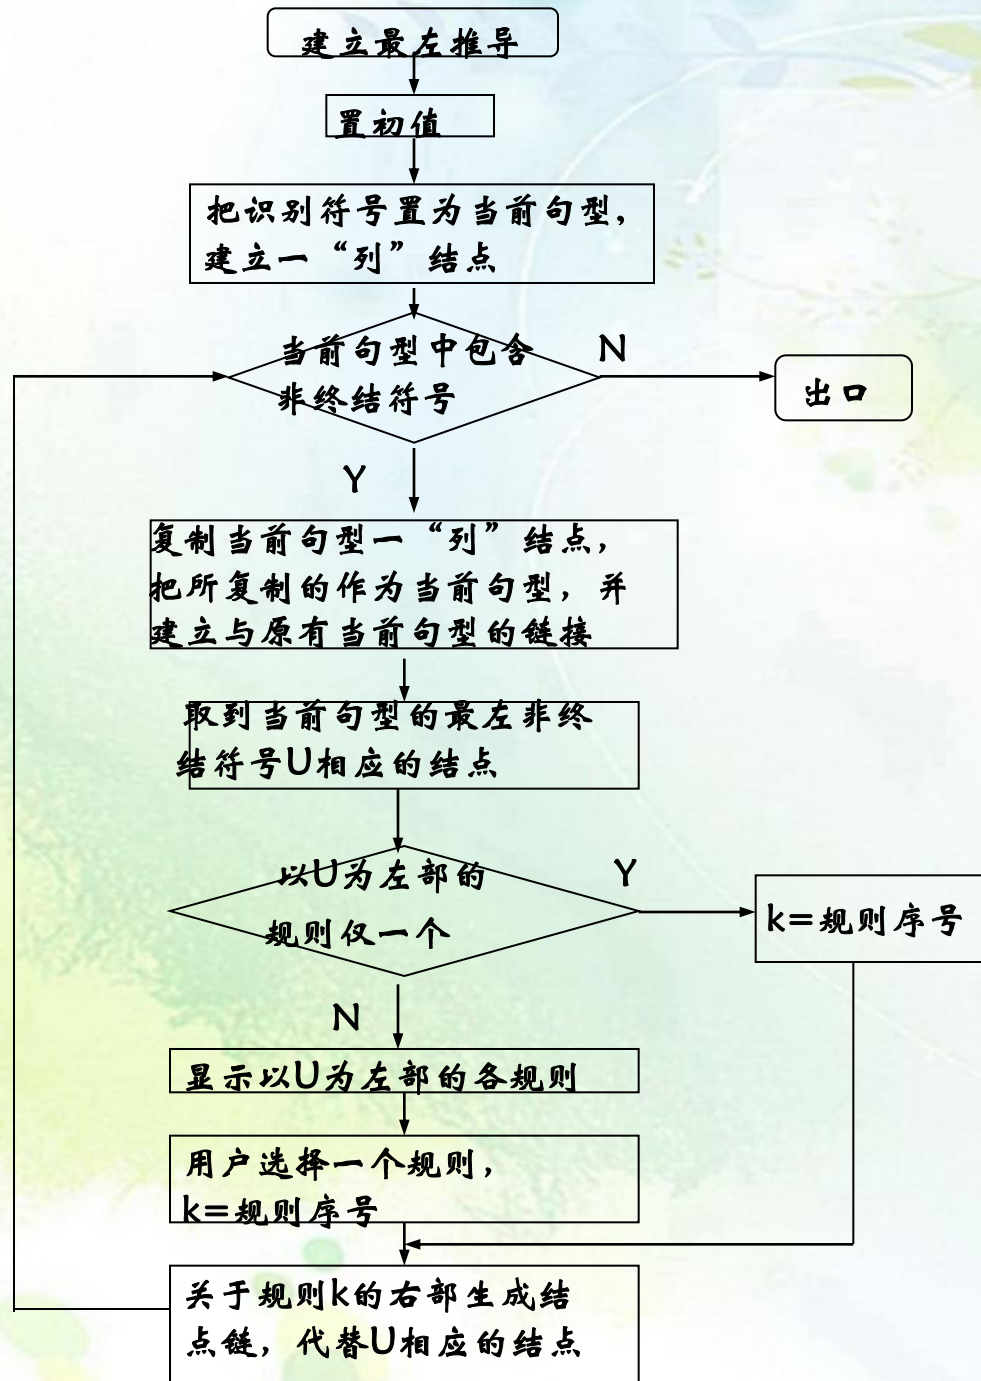 建立最左推导
置初值
把识别符号置为当前句型，
建立一“列”结点
当前句型中包含
非终结符号
N
出口
Y
复制当前句型一“列”结点，
把所复制的作为当前句型，并
建立与原有当前句型的链接
取到当前句型的最左非终
结符号U相应的结点
以U为左部的
规则仅一个
Y
k=规则序号
N
显示以U为左部的各规则
用户选择一个规则，
k=规则序号
关于规则k的右部生成结
点链，代替U相应的结点